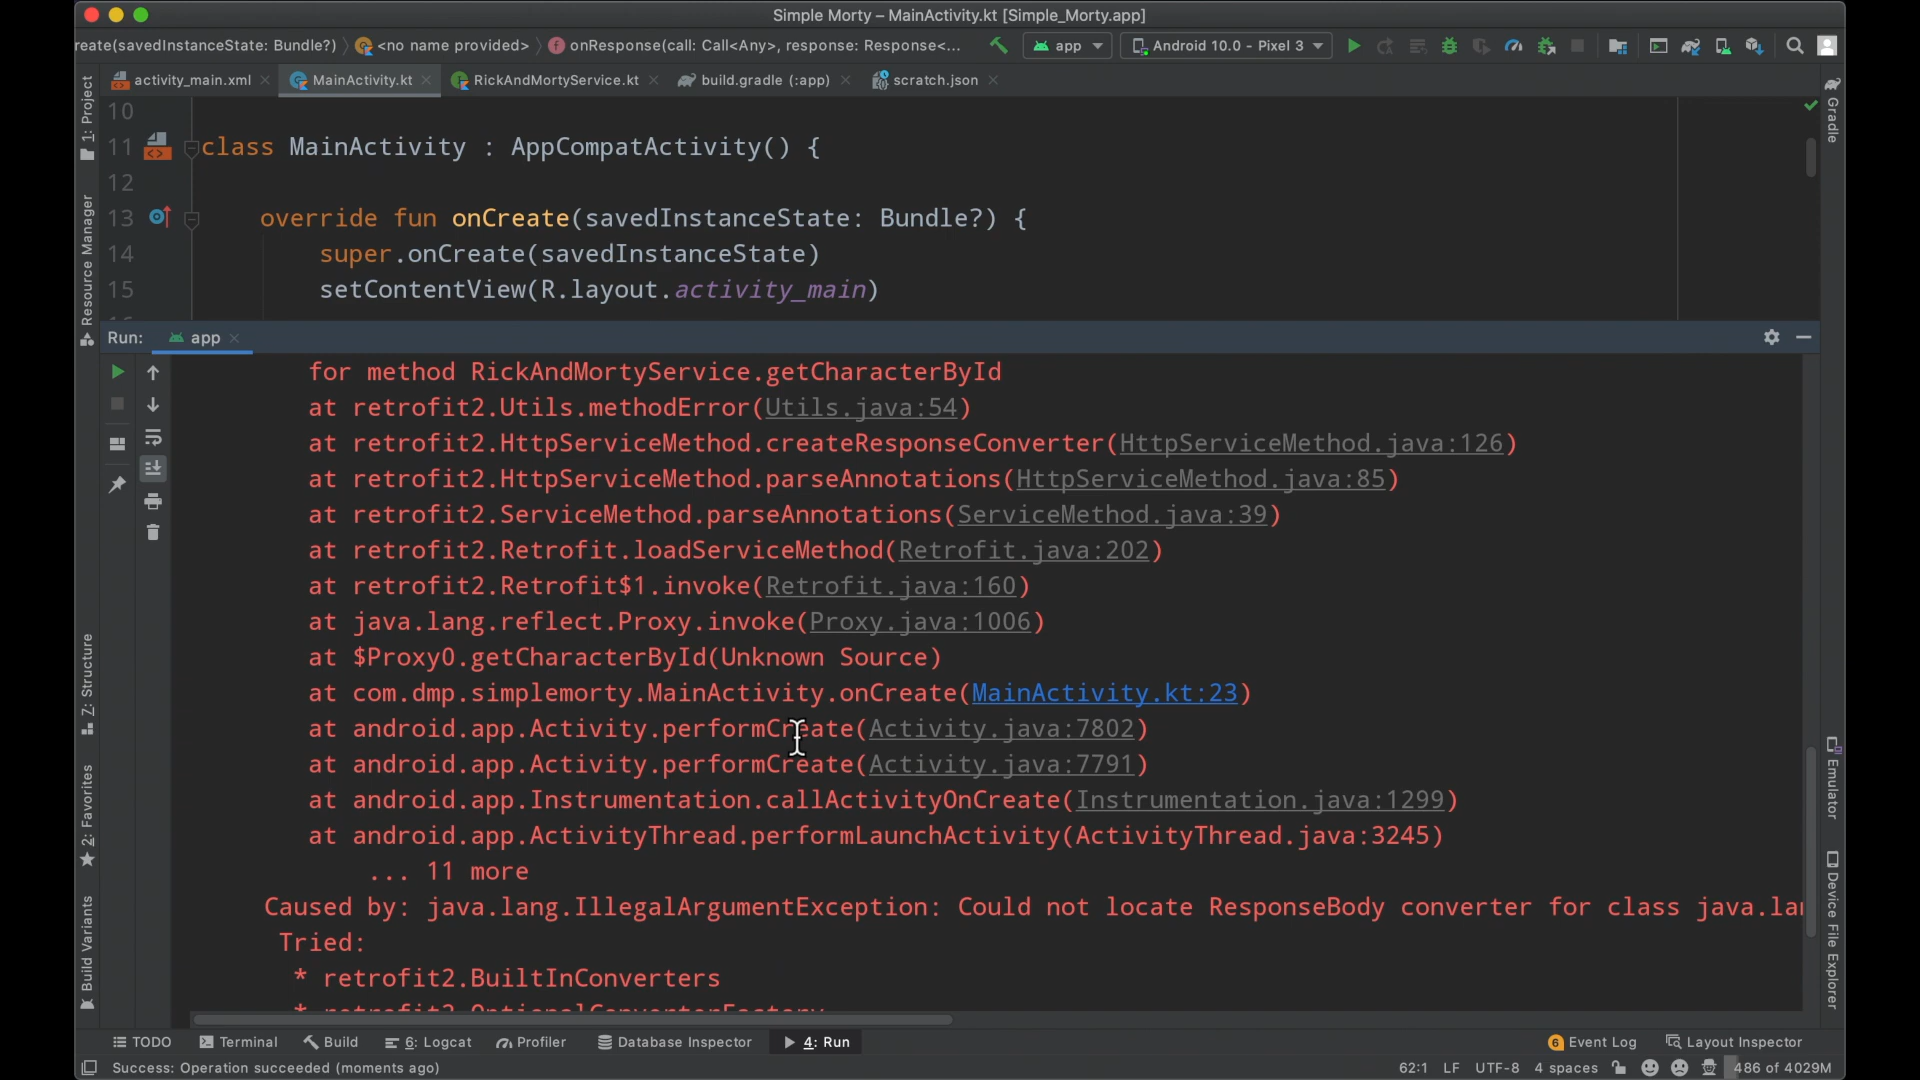 Simple Morty – MainActivity.kt [Simple_Morty.app]
reate(savedInstanceState: Bundle?) <no name provided> onResponse(call: Call<Any>, response: Response<... app Android 10.0 - Pixel 3
activity_main.xml MainActivity.kt RickAndMortyService.kt build.gradle (:app) scratch.json
1: Project
Resource Manager
Z: Structure
2: Favorites
Build Variants
Gradle
Emulator
Device File Explorer
10
11 class MainActivity : AppCompatActivity() {
12
13 override fun onCreate(savedInstanceState: Bundle?) {
14 super.onCreate(savedInstanceState)
15 setContentView(R.layout.activity_main)
Run: app
for method RickAndMortyService.getCharacterById
at retrofit2.Utils.methodError(Utils.java:54)
at retrofit2.HttpServiceMethod.createResponseConverter(HttpServiceMethod.java:126)
at retrofit2.HttpServiceMethod.parseAnnotations(HttpServiceMethod.java:85)
at retrofit2.ServiceMethod.parseAnnotations(ServiceMethod.java:39)
at retrofit2.Retrofit.loadServiceMethod(Retrofit.java:202)
at retrofit2.Retrofit$1.invoke(Retrofit.java:160)
at java.lang.reflect.Proxy.invoke(Proxy.java:1006)
at $Proxy0.getCharacterById(Unknown Source)
at com.dmp.simplemorty.MainActivity.onCreate(MainActivity.kt:23)
at android.app.Activity.performCreate(Activity.java:7802)
at android.app.Activity.performCreate(Activity.java:7791)
at android.app.Instrumentation.callActivityOnCreate(Instrumentation.java:1299)
at android.app.ActivityThread.performLaunchActivity(ActivityThread.java:3245)
... 11 more
Caused by: java.lang.IllegalArgumentException: Could not locate ResponseBody converter for class java.la
Tried:
* retrofit2.BuiltInConverters
* retrofit2.OptionalConverterFactory
TODO Terminal Build 6: Logcat Profiler Database Inspector 4: Run 6 Event Log Layout Inspector
Success: Operation succeeded (moments ago) 62:1 LF UTF-8 4 spaces 486 of 4029M